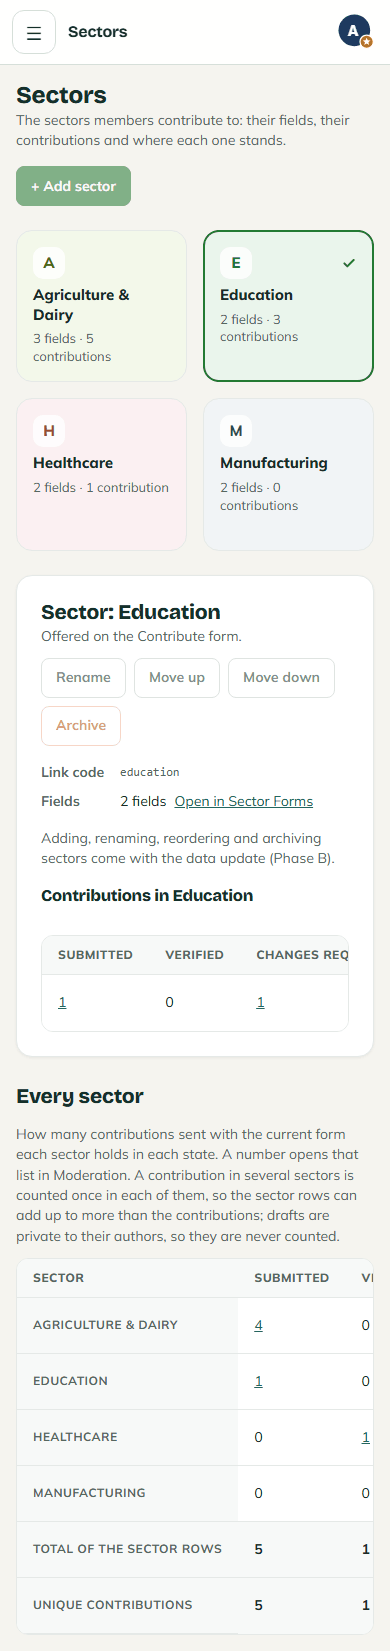 ☰ Sectors A
Sectors
The sectors members contribute to: their fields, their
contributions and where each one stands.
+ Add sector
A
Agriculture &
Dairy
3 fields · 5
contributions
E ✓
Education
2 fields · 3
contributions
H
Healthcare
2 fields · 1 contribution
M
Manufacturing
2 fields · 0
contributions
Sector: Education
Offered on the Contribute form.
Rename Move up Move down
Archive
Link code education
Fields 2 fields Open in Sector Forms
Adding, renaming, reordering and archiving
sectors come with the data update (Phase B).
Contributions in Education
SUBMITTED VERIFIED CHANGES REQ
1 0 1
Every sector
How many contributions sent with the current form
each sector holds in each state. A number opens that
list in Moderation. A contribution in several sectors is
counted once in each of them, so the sector rows can
add up to more than the contributions; drafts are
private to their authors, so they are never counted.
SECTOR SUBMITTED
AGRICULTURE & DAIRY 4 0
EDUCATION 1 0
HEALTHCARE 0 1
MANUFACTURING 0 0
TOTAL OF THE SECTOR ROWS 5 1
UNIQUE CONTRIBUTIONS 5 1